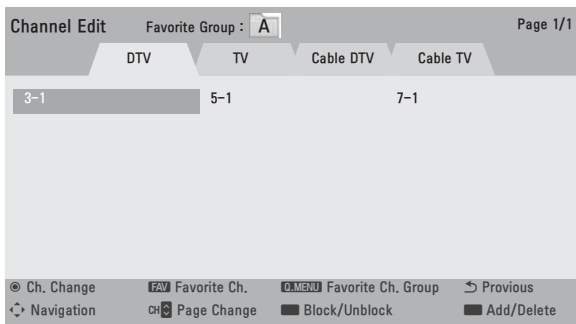 Channel Edit Favorite Group : A Page 1/1
DTV TV Cable DTV Cable TV
3-1 5-1 7-1
Ch. Change FAV Favorite Ch. Q.MENU Favorite Ch. Group Provious
Navigation CH Page Change Block/Unblock Add/Delete